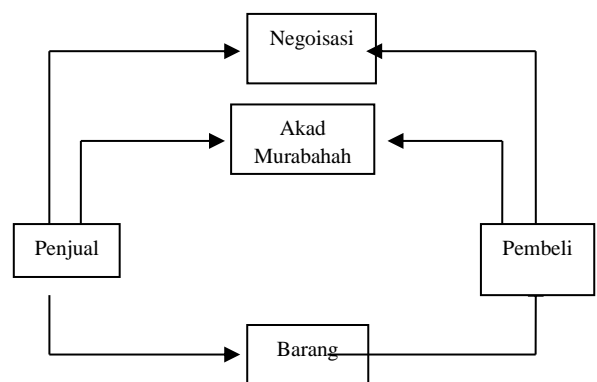 Negoisasi
Akad
Murabahah
Penjual
Pembeli
Barang